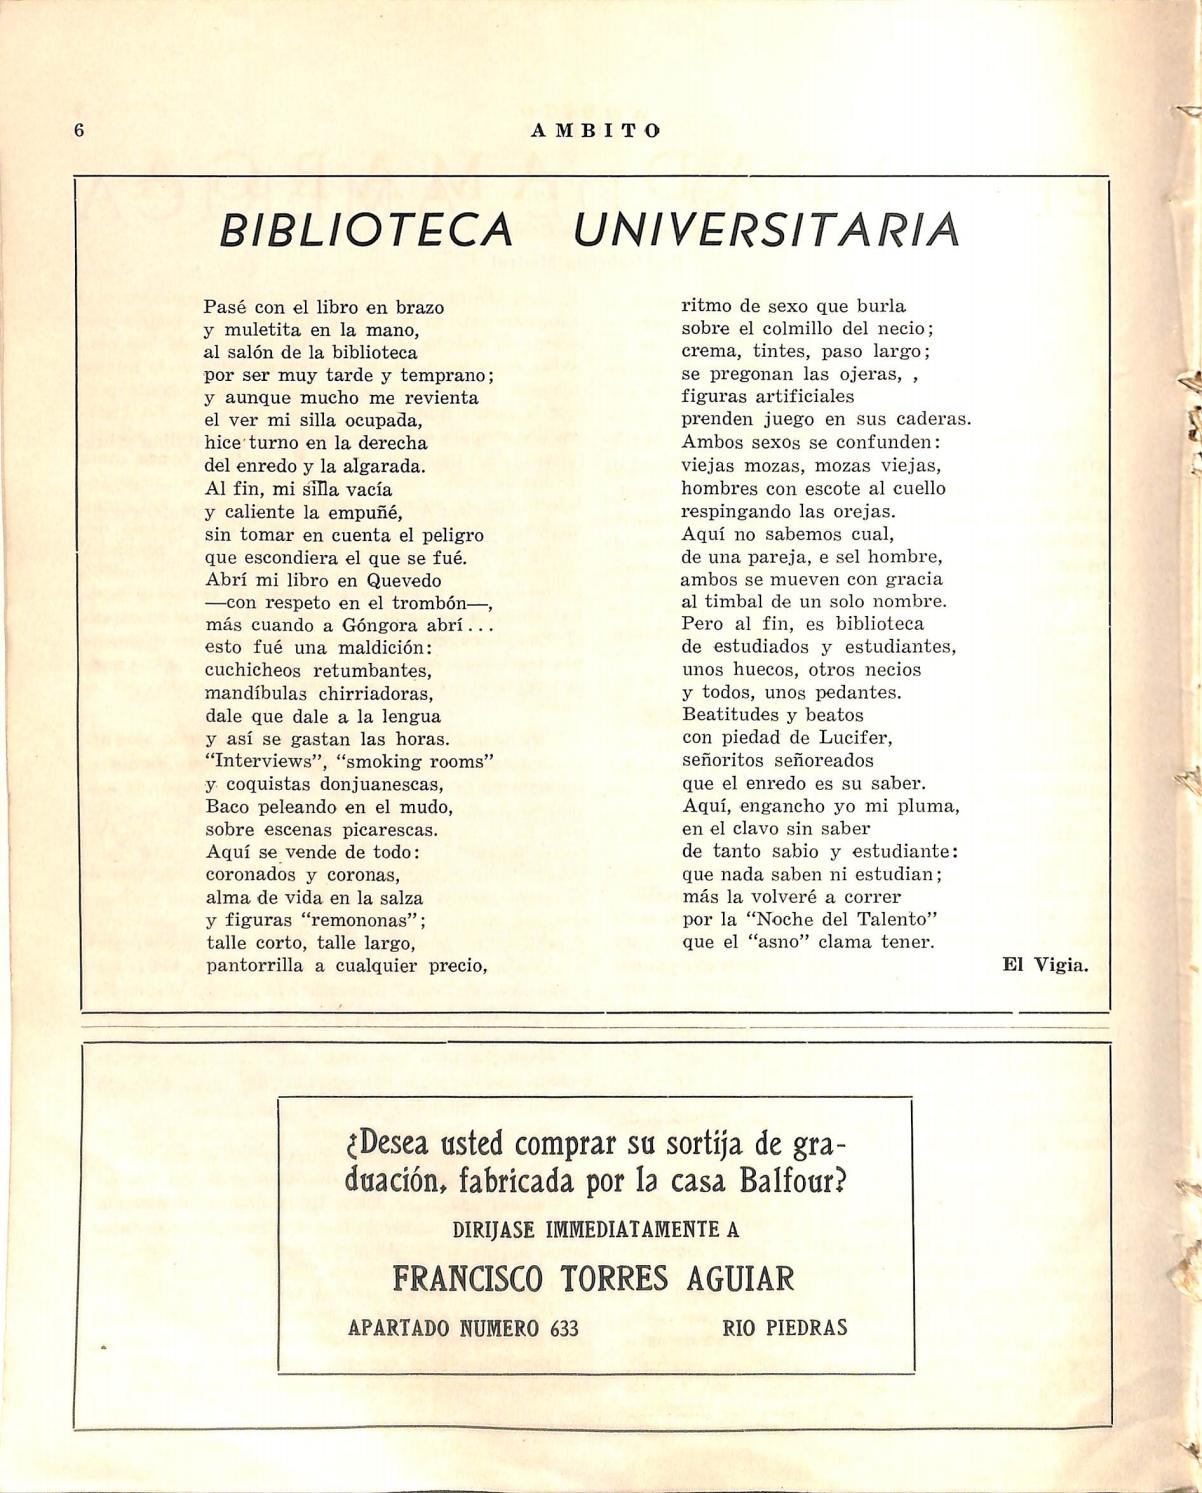 6
AMBITO
BIBLIOTECA UNIVERSITARIA
Pasé con el libro en brazo
y muletita en la mano,
al salón de la biblioteca
por ser muy tarde y temprano;
y aunque mucho me revienta
el ver mi silla ocupada,
hice turno en la derecha
del enredo y la algarada.
Al fin, mi silla vacía
y caliente la empuñé,
sin tomar en cuenta el peligro
que escondiera el que se fué.
Abrí mi libro en Quevedo
—con respeto en el trombón—,
más cuando a Góngora abrí...
esto fué una maldición:
cuchicheos retumbantes,
mandíbulas chirriadoras,
dale que dale a la lengua
y así se gastan las horas.
“Interviews”, “smoking rooms”
y coquistas donjuanescas,
Baco peleando en el mudo,
sobre escenas picarescas.
Aquí se vende de todo:
coronados y coronas,
alma de vida en la salza
y figuras “remononas”;
talle corto, talle largo,
pantorrilla a cualquier precio,
ritmo de sexo que burla
sobre el colmillo del necio;
crema, tintes, paso largo;
se pregonan las ojeras, ,
figuras artificiales
prenden juego en sus caderas.
Ambos sexos se confunden:
viejas mozas, mozas viejas,
hombres con escote al cuello
respingando las orejas.
Aquí no sabemos cual,
de una pareja, e sel hombre,
ambos se mueven con gracia
al timbal de un solo nombre.
Pero al fin, es biblioteca
de estudiados y estudiantes,
unos huecos, otros necios
y todos, unos pedantes.
Beatitudes y beatos
con piedad de Lucifer,
señoritos señoreados
que el enredo es su saber.
Aquí, engancho yo mi pluma,
en el clavo sin saber
de tanto sabio y estudiante:
que nada saben ni estudian;
más la volveré a correr
por la “Noche del Talento”
que el “asno” clama tener.
El Vigia.
¿Desea usted comprar su sortija de gra-
duación, fabricada por la casa Balfour?
DIRIJASE IMMEDIATAMENTE A
FRANCISCO TORRES AGUIAR
APARTADO NUMERO 633 RIO PIEDRAS